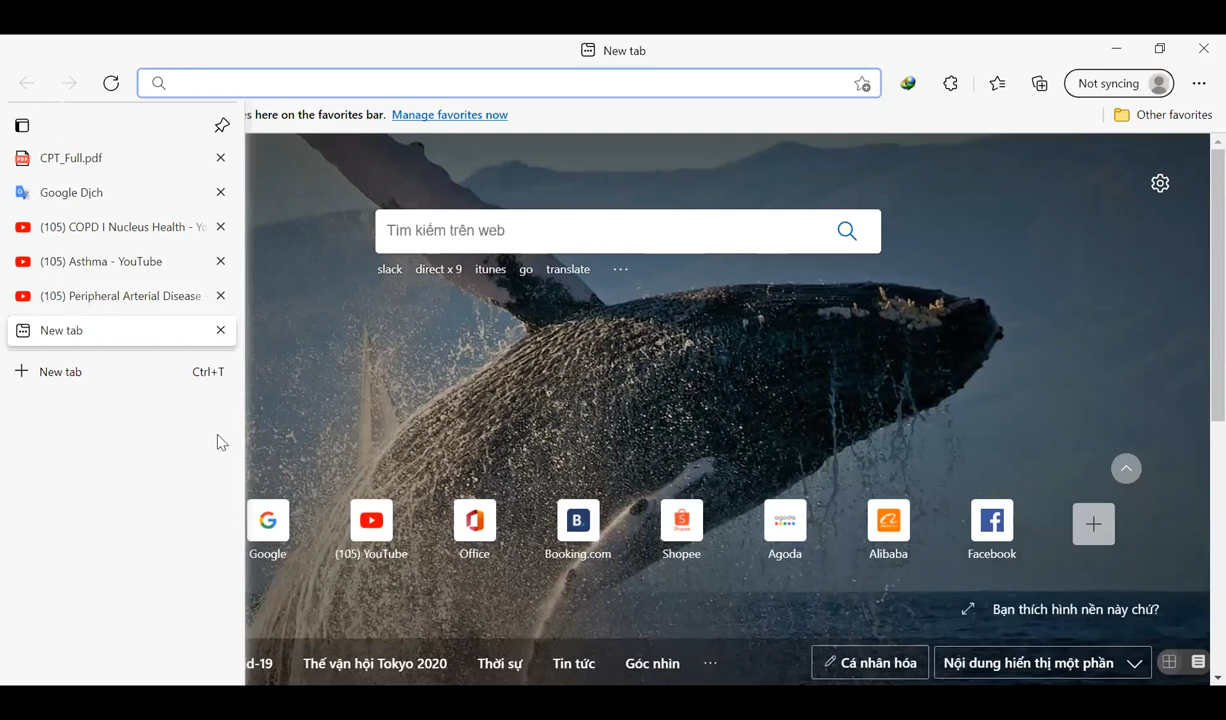 New tab
Not syncing
s here on the favorites bar. Manage favorites now
Other favorites
CPT_Full.pdf
Google Dịch
(105) COPD I Nucleus Health - Yo
(105) Asthma - YouTube
(105) Peripheral Arterial Disease -
New tab
New tab Ctrl+T
Tìm kiếm trên web
slack direct x 9 itunes go translate ...
Google (105) YouTube Office Booking.com Shopee Agoda Alibaba Facebook
Bạn thích hình nền này chứ?
d-19 Thế vận hội Tokyo 2020 Thời sự Tin tức Góc nhìn ... Cá nhân hóa Nội dung hiển thị một phần